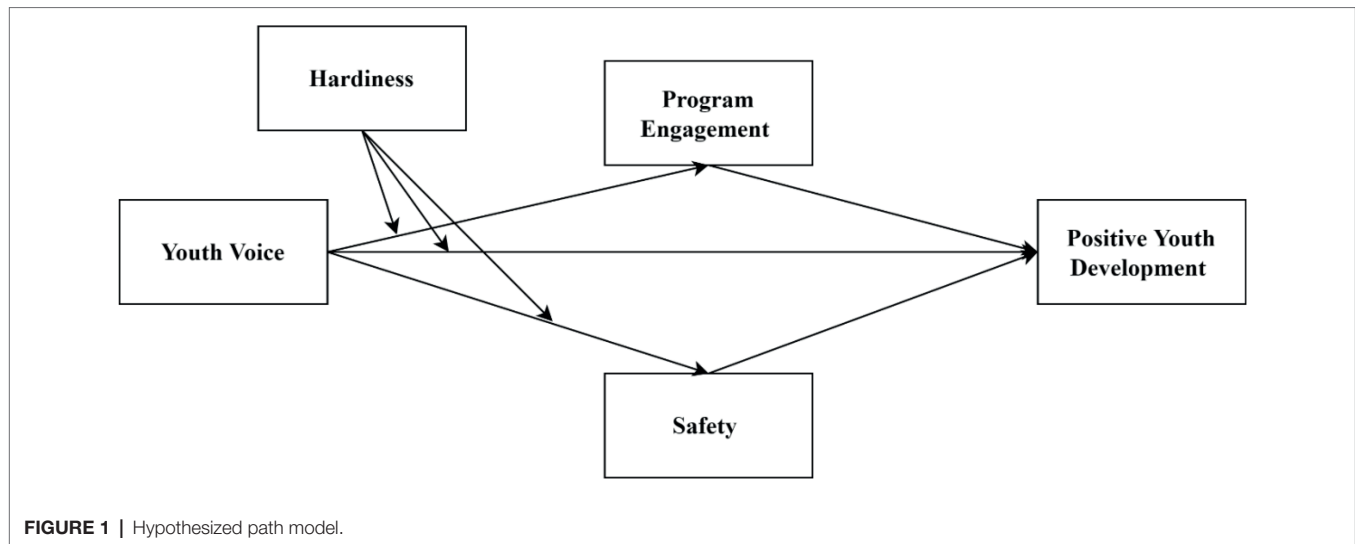 Hardiness
Program
Engagement
Youth Voice
Positive Youth
Development
Safety
FIGURE 1 | Hypothesized path model.